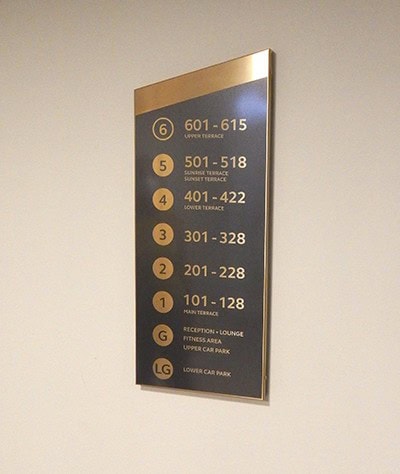 6 601 - 615
UPPER TERRACE
5 501 - 518
SUNRISE TERRACE
SUNSET TERRACE
4 401 - 422
LOWER TERRACE
3 301 - 328
2 201 - 228
1 101 - 128
MAIN TERRACE
G RECEPTION • LOUNGE
FITNESS AREA
UPPER CAR PARK
LG LOWER CAR PARK